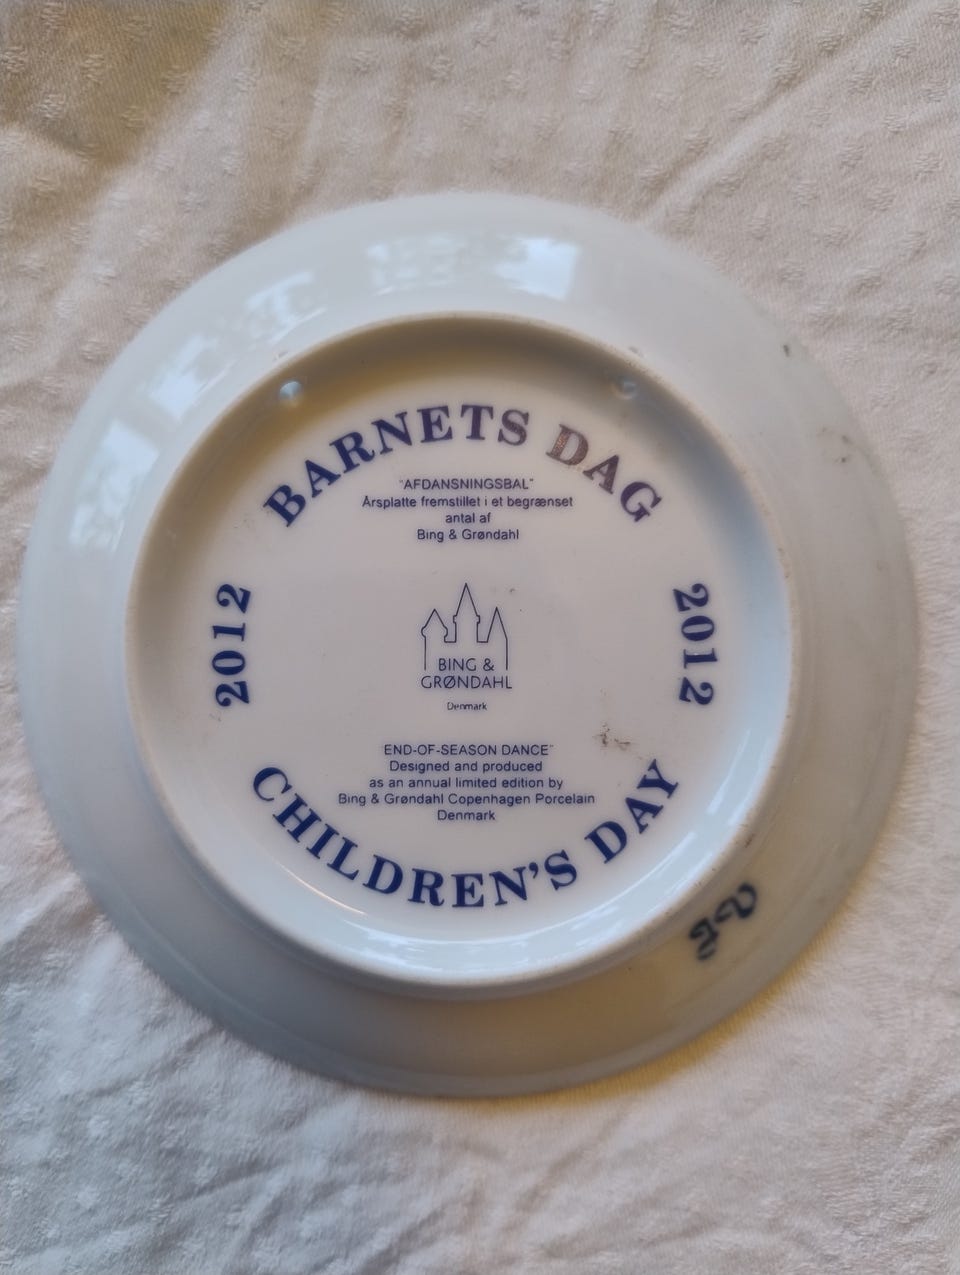 BARNETS DAG
"AFDANSNINGSBAL"
Årsplatte fremstillet i et begrænset
antal af
Bing & Grøndahl
2012
2012
BING &
GRØNDAHL
Denmark
END-OF-SEASON DANCE"
Designed and produced
as an annual limited edition by
Bing & Grøndahl Copenhagen Porcelain
Denmark
CHILDREN'S DAY